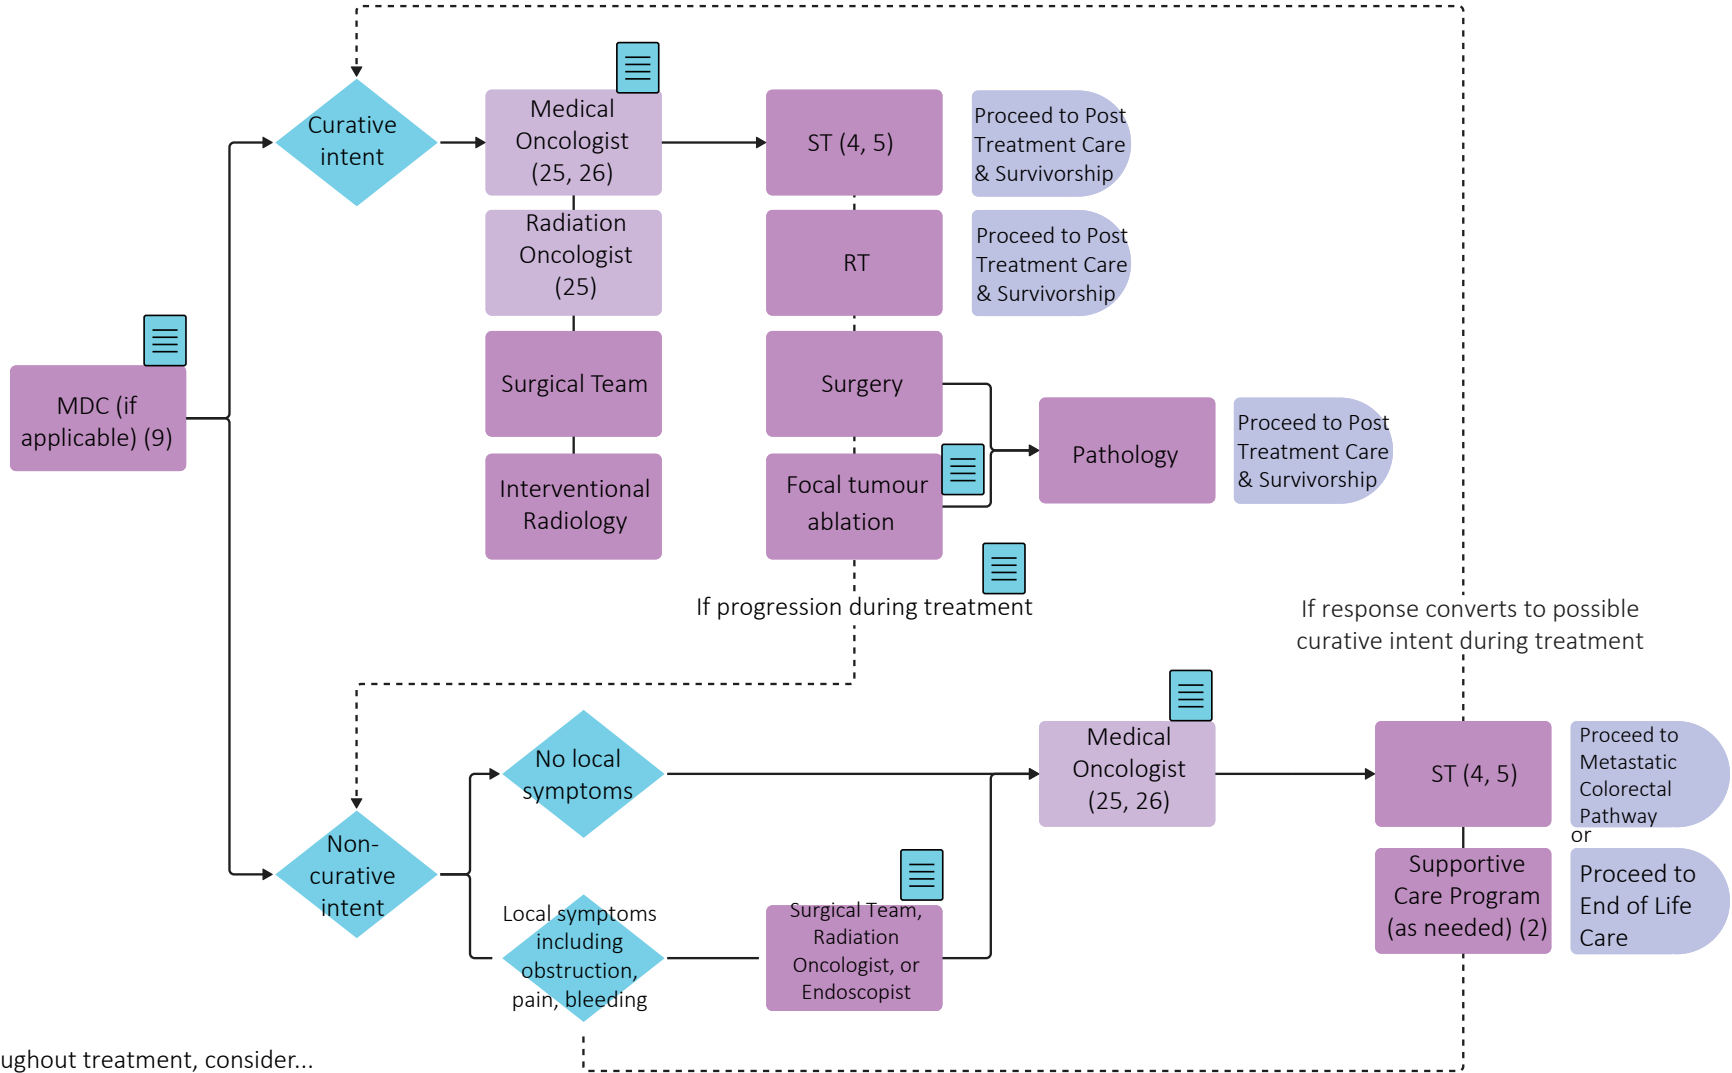 Curative
intent
Medical
Oncologist
(25, 26)
ST (4, 5)
Proceed to Post
Treatment Care
& Survivorship
Radiation
Oncologist
(25)
RT
Proceed to Post
Treatment Care
& Survivorship
MDC (if
applicable) (9)
Surgical Team
Surgery
Pathology
Proceed to Post
Treatment Care
& Survivorship
Interventional
Radiology
Focal tumour
ablation
If progression during treatment
If response converts to possible
curative intent during treatment
No local
symptoms
Medical
Oncologist
(25, 26)
ST (4, 5)
Proceed to
Metastatic
Colorectal
Pathway
or
Non-
curative
intent
Local symptoms
including
obstruction,
pain, bleeding
Surgical Team,
Radiation
Oncologist, or
Endoscopist
Supportive
Care Program
(as needed) (2)
Proceed to
End of Life
Care
ughout treatment, consider...